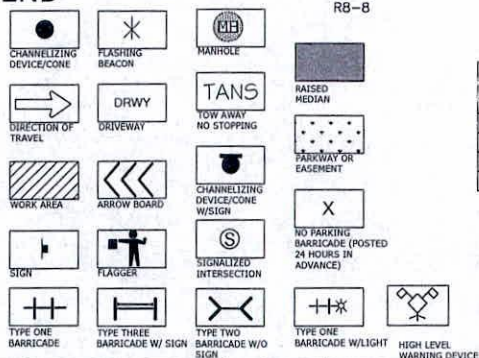 R8-8
MH
CHANNELIZING
DEVICE/CONE
FLASHING
BEACON
MANHOLE
RAISED
MEDIAN
DRWY
TANS
DIRECTION OF
TRAVEL
DRIVEWAY
TOW AWAY
NO STOPPING
PARKWAY OR
EASEMENT
WORK AREA
ARROW BOARD
CHANNELIZING
DEVICE/CONE
W/SIGN
X
NO PARKING
BARRICADE (POSTED
24 HOURS IN
ADVANCE)
S
SIGN
FLAGGER
SIGNALIZED
INTERSECTION
TYPE ONE
BARRICADE
TYPE THREE
BARRICADE W/ SIGN
TYPE TWO
BARRICADE W/O
SIGN
TYPE ONE
BARRICADE W/LIGHT
HIGH LEVEL
WARNING DEVICE